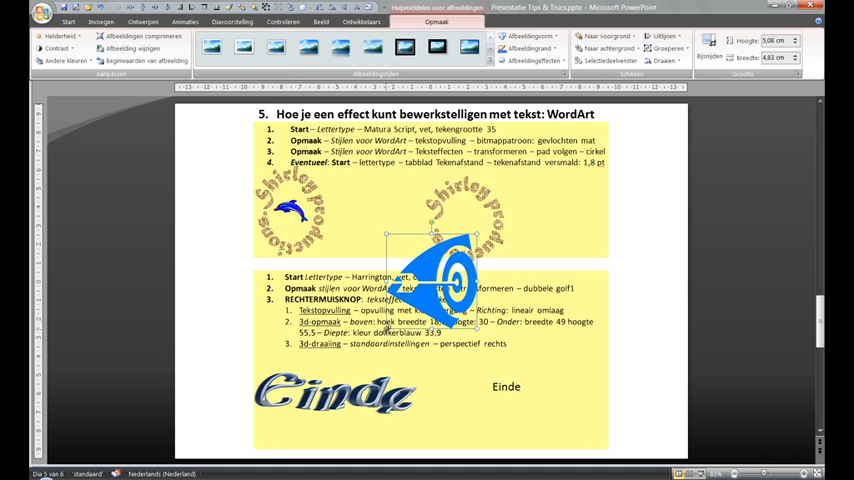 Hulpmiddelen voor afbeeldingen
Presentatie Tips & Trucs.pptx - Microsoft PowerPoint
Start Invoegen Ontwerpen Animaties Diavoorstelling Controleren Beeld Ontwikkelaars Opmaak
Helderheid Afbeeldingen comprimeren Afbeeldingsvorm Naar voorgrond Uitlijnen Hoogte: 5,08 cm
Contrast Afbeelding wijzigen Afbeeldingsrand Naar achtergrond Groeperen
Bijsnijden Breedte: 4,83 cm
Andere kleuren Beginwaarden van afbeelding Afbeeldingseffecten Selectiedeelvenster Draaien
Aanpassen Afbeeldingstijlen Schikken Grootte
5. Hoe je een effect kunt bewerkstelligen met tekst: WordArt
1. Start – Lettertype – Matura Script, vet, tekengrootte 35
2. Opmaak – Stijlen voor WordArt – tekstopvulling – bitmappatroon: gevlochten mat
3. Opmaak – Stijlen voor WordArt – Teksteffecten – transformeren – pad volgen – cirkel
4. Eventueel: Start – lettertype – tabblad Tekenafstand – tekenafstand versmald: 1,8 pt
Shirley productions
Shirley produc
1. Start Lettertype – Harrington, vet,
2. Opmaak stijlen voor WordArt – dubbele golf1
3. RECHTERMUISKNOP:
1. Tekstopvulling – opvulling met – Richting: lineair omlaag
2. 3d-opmaak – boven: hoek breedte 30 – Onder: breedte 49 hoogte
55,5 – Diepte: kleur donkerblauw 33,9
3. 3d-draaiing – standaardinstellingen – perspectief rechts
Einde
Einde
Dia 5 van 6 'standaard' Nederlands (Nederland) 83%